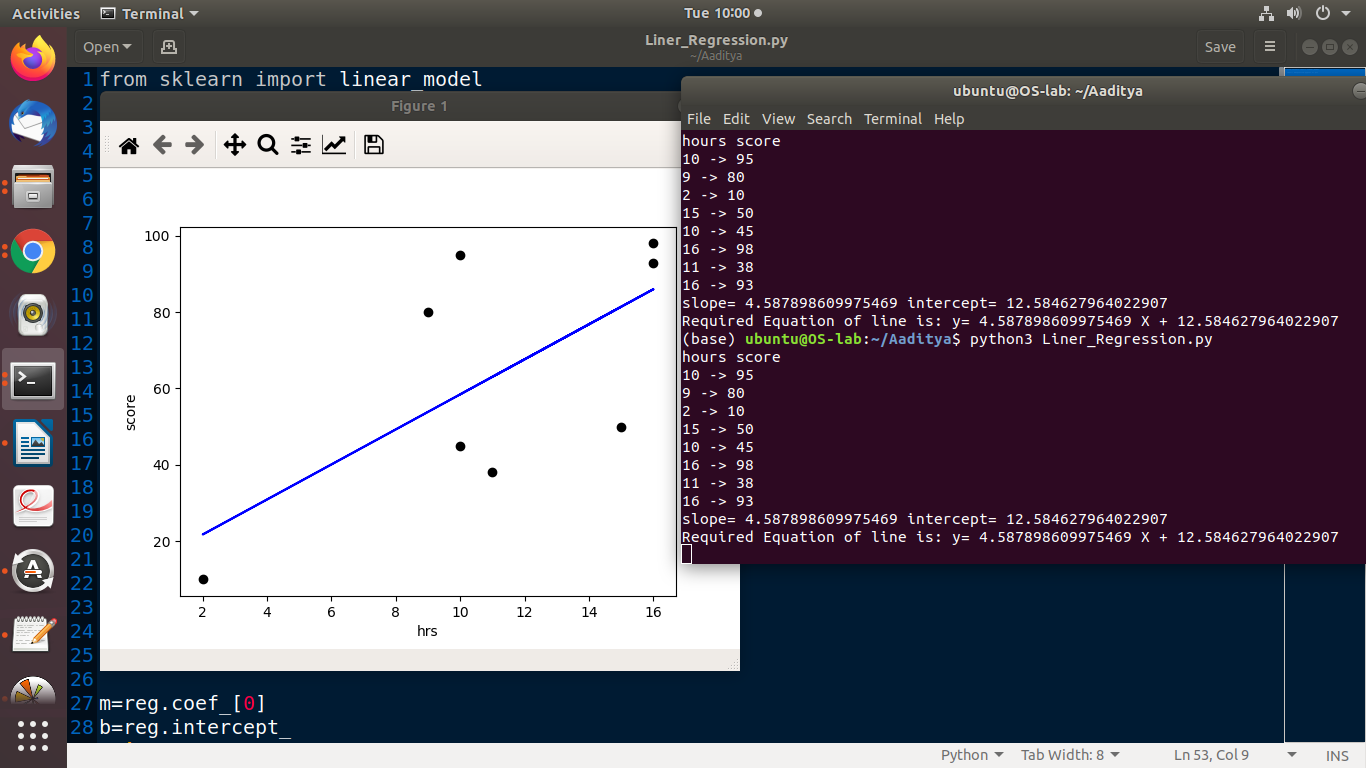 Activities Terminal Tue 10:00
Open Liner_Regression.py Save
~/Aaditya
1 from sklearn import linear_model
2
3
4
5
6
7
8
9
10
11
12
13
14
15
16
17
18
19
20
21
22
23
24
25
26
27 m=reg.coef_[0]
28 b=reg.intercept_
Figure 1
100
80
60
40
20
score
2 4 6 8 10 12 14 16
hrs
ubuntu@OS-lab: ~/Aaditya
File Edit View Search Terminal Help
hours score
10 -> 95
9 -> 80
2 -> 10
15 -> 50
10 -> 45
16 -> 98
11 -> 38
16 -> 93
slope= 4.587898609975469 intercept= 12.584627964022907
Required Equation of line is: y= 4.587898609975469 X + 12.584627964022907
(base) ubuntu@OS-lab:~/Aaditya$ python3 Liner_Regression.py
hours score
10 -> 95
9 -> 80
2 -> 10
15 -> 50
10 -> 45
16 -> 98
11 -> 38
16 -> 93
slope= 4.587898609975469 intercept= 12.584627964022907
Required Equation of line is: y= 4.587898609975469 X + 12.584627964022907
Python Tab Width: 8 Ln 53, Col 9 INS